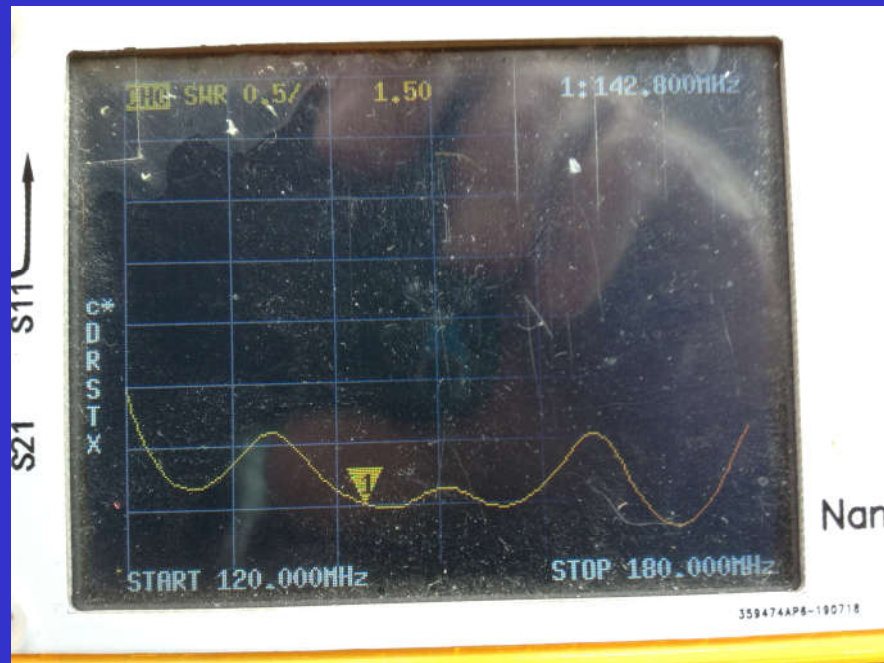 CH0 SWR 0.5/ 1.50 1:142.800MHz
S11
S21
C*
D
R
S
T
X
1
START 120.000MHz STOP 180.000MHz
Nan
359474AP6-190718